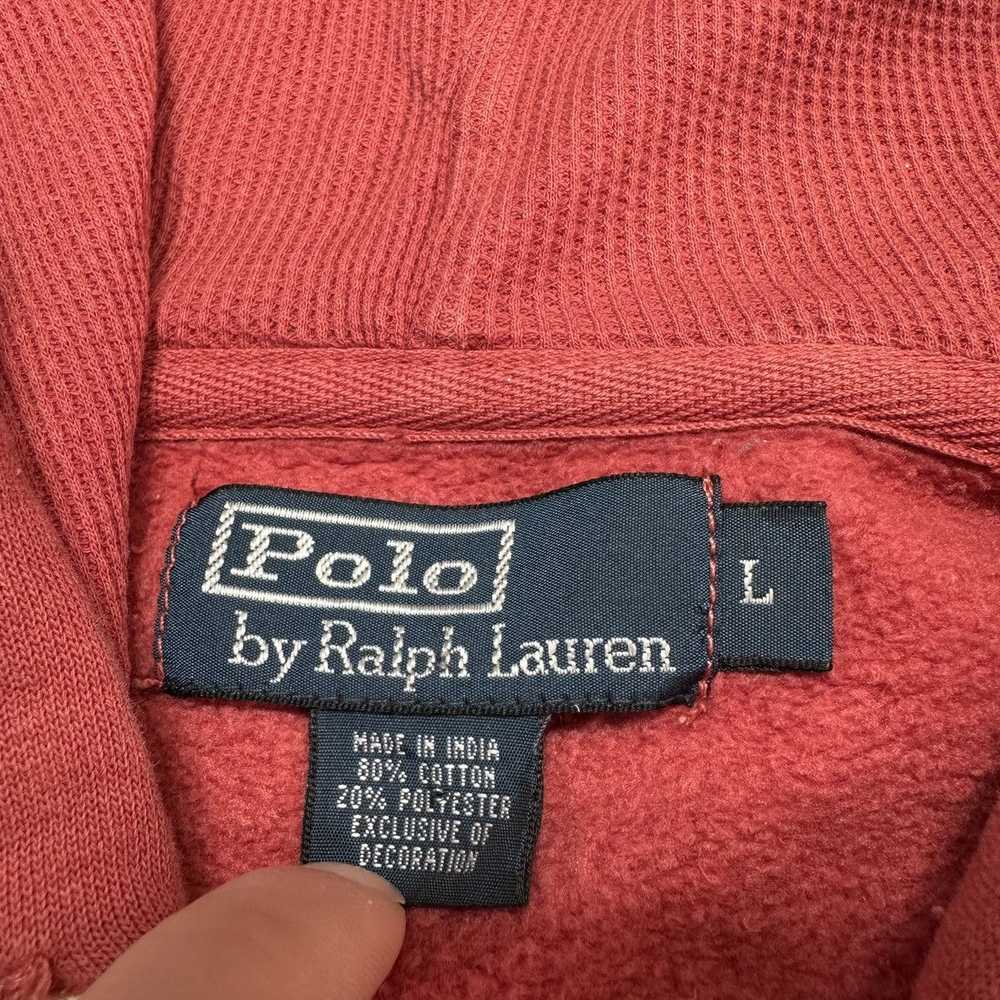 Polo
by Ralph Lauren
L
MADE IN INDIA
80% COTTON
20% POLYESTER
EXCLUSIVE OF
DECORATION